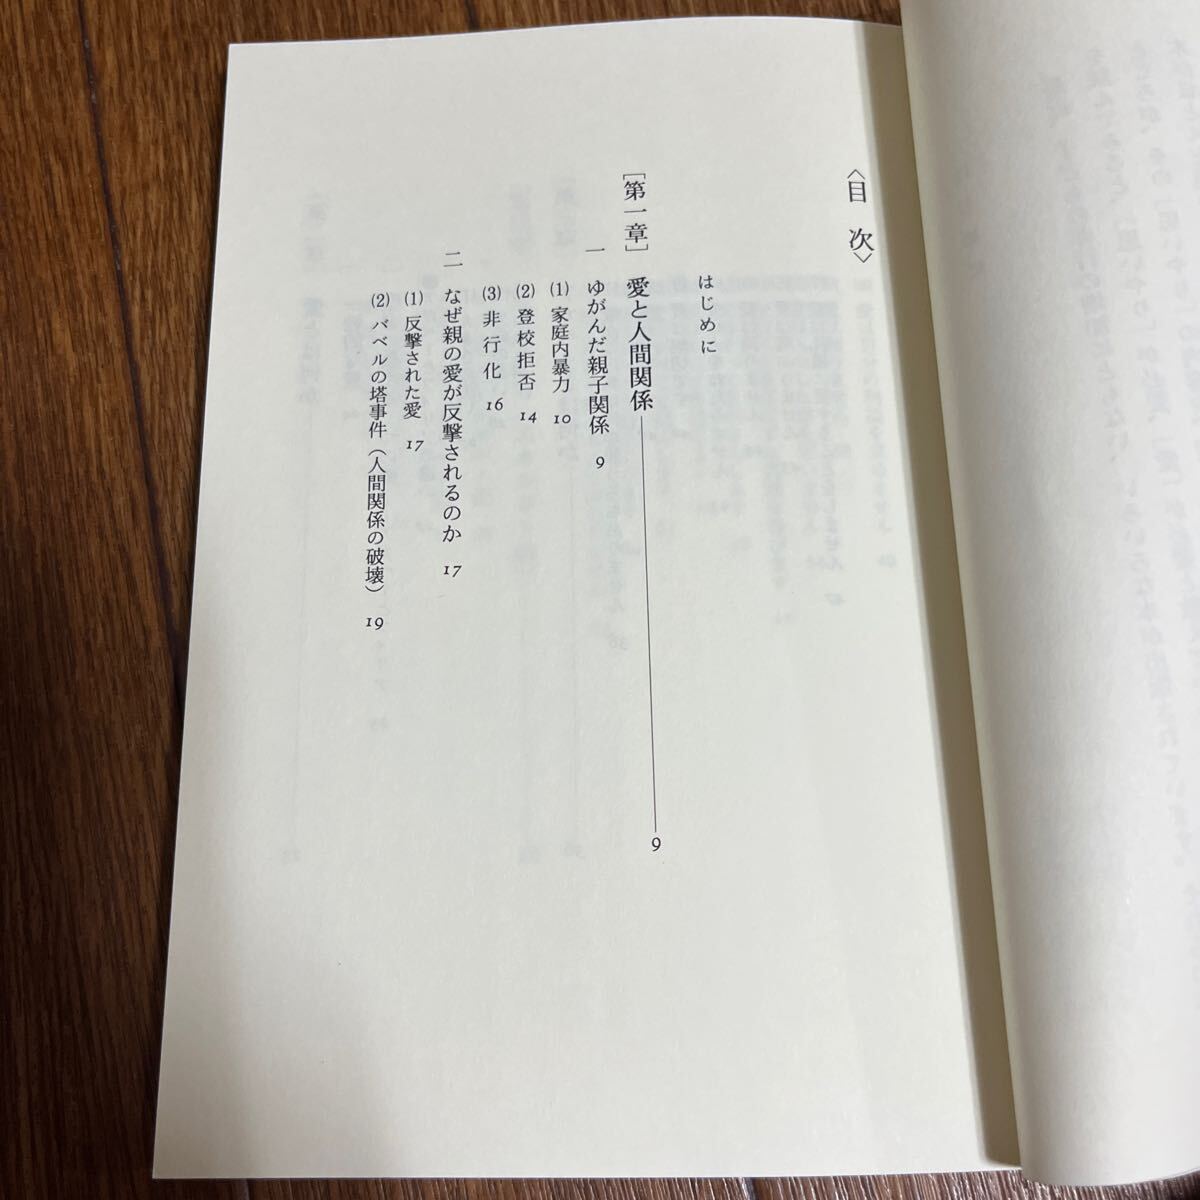 〈目次〉
はじめに
［第一章］ 愛と人間関係 9
一 ゆがんだ親子関係 9
(1) 家庭内暴力 10
(2) 登校拒否 14
(3) 非行化 16
二 なぜ親の愛が反撃されるのか 17
(1) 反撃された愛 17
(2) バベルの塔事件（人間関係の破壊） 19